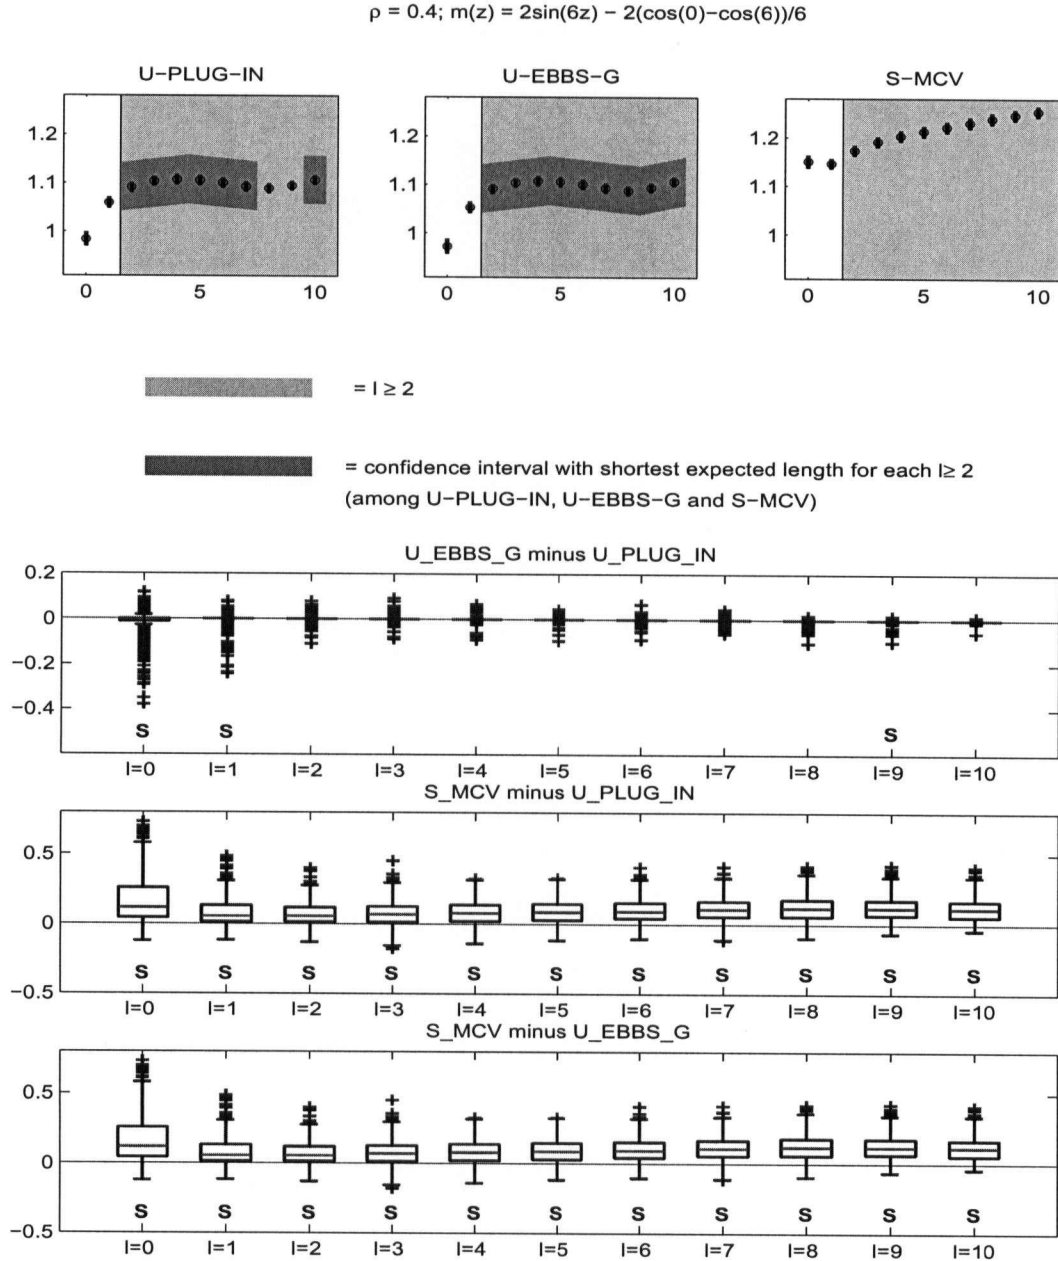 ρ = 0.4; m(z) = 2sin(6z) − 2(cos(0)−cos(6))/6
U−PLUG−IN
U−EBBS−G
S−MCV
1.2
1.1
1
0 5 10
1.2
1.1
1
0 5 10
1.2
1.1
1
0 5 10
= l ≥ 2
= confidence interval with shortest expected length for each l≥ 2
(among U−PLUG−IN, U−EBBS−G and S−MCV)
U_EBBS_G minus U_PLUG_IN
0.2
0
−0.2
−0.4
S S S
l=0 l=1 l=2 l=3 l=4 l=5 l=6 l=7 l=8 l=9 l=10
S_MCV minus U_PLUG_IN
0.5
0
−0.5
S S S S S S S S S S S
l=0 l=1 l=2 l=3 l=4 l=5 l=6 l=7 l=8 l=9 l=10
S_MCV minus U_EBBS_G
0.5
0
−0.5
S S S S S S S S S S S
l=0 l=1 l=2 l=3 l=4 l=5 l=6 l=7 l=8 l=9 l=10